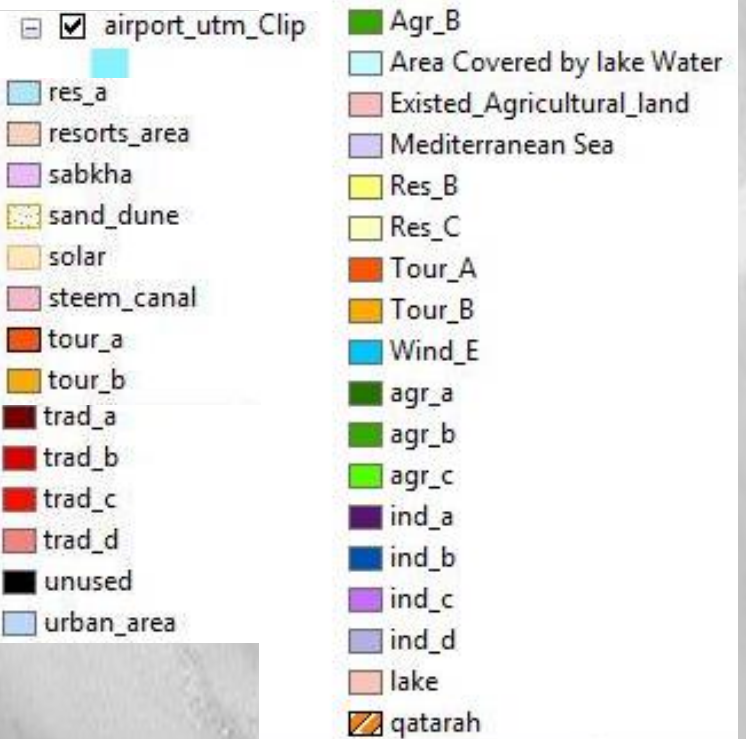 airport_utm_Clip
res_a
resorts_area
sabkha
sand_dune
solar
steem_canal
tour_a
tour_b
trad_a
trad_b
trad_c
trad_d
unused
urban_area
Agr_B
Area Covered by lake Water
Existed_Agricultural_land
Mediterranean Sea
Res_B
Res_C
Tour_A
Tour_B
Wind_E
agr_a
agr_b
agr_c
ind_a
ind_b
ind_c
ind_d
lake
qatarah